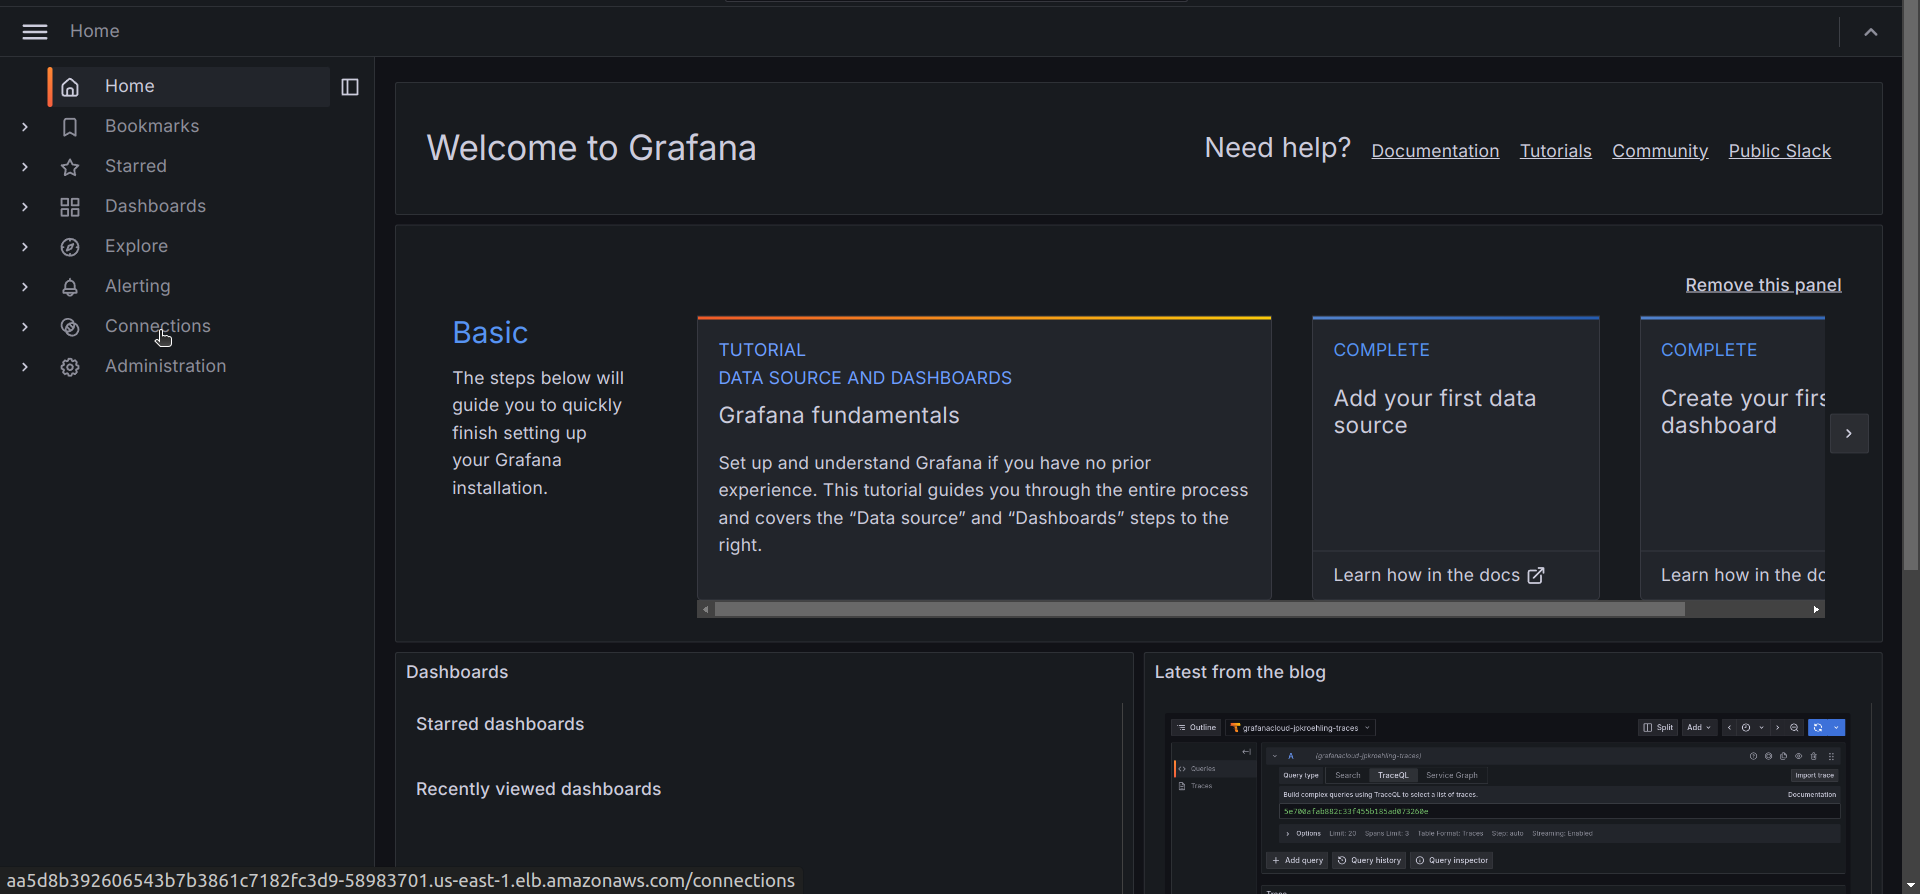 Home
Home
Bookmarks
Starred
Dashboards
Explore
Alerting
Connections
Administration
Welcome to Grafana
Need help? Documentation Tutorials Community Public Slack
Remove this panel
Basic
The steps below will
guide you to quickly
finish setting up
your Grafana
installation.
TUTORIAL
DATA SOURCE AND DASHBOARDS
Grafana fundamentals
Set up and understand Grafana if you have no prior
experience. This tutorial guides you through the entire process
and covers the “Data source” and “Dashboards” steps to the
right.
COMPLETE
Add your first data
source
Learn how in the docs
COMPLETE
Create your firs
dashboard
Learn how in the do
Dashboards
Starred dashboards
Recently viewed dashboards
Latest from the blog
Outline grafanacloud-jpkroehling-traces Split Add
Queries
Traces
A (grafanacloud-jpkroehling-traces)
Query type Search TraceQL Service Graph Import trace
Build complex queries using TraceQL to select a list of traces. Documentation
5e700afab882c33f455b185ad073260e
Options Limit: 20 Spans Limit: 3 Table Format: Traces Step: auto Streaming: Enabled
+ Add query Query history Query inspector
aa5d8b392606543b7b3861c7182fc3d9-58983701.us-east-1.elb.amazonaws.com/connections